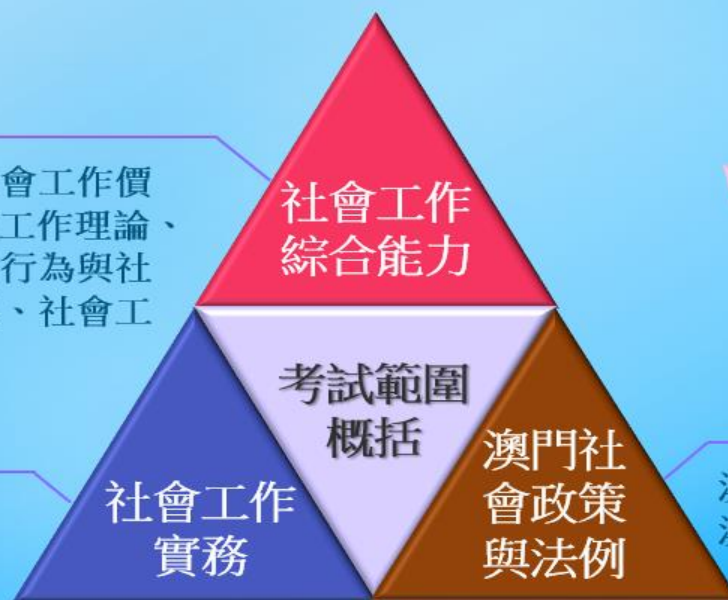 會工作價
工作理論、
行為與社
、社會工
社會工作
綜合能力
考試範圍
概括
社會工作
實務
澳門社
會政策
與法例